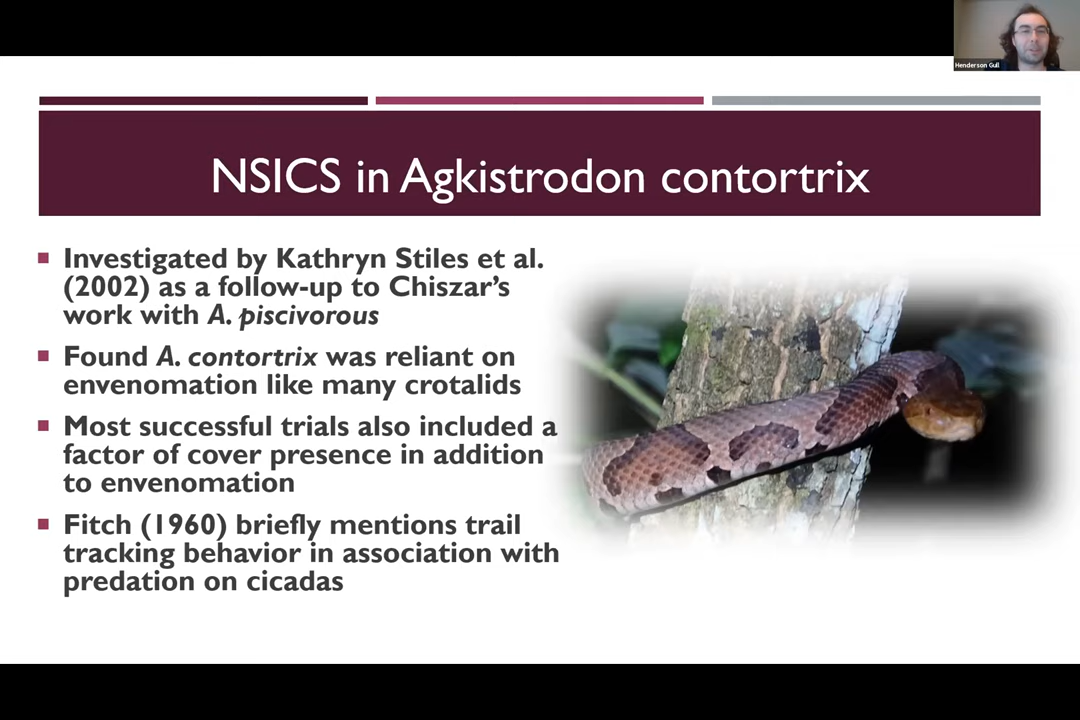 Henderson Gull
NSICS in Agkistrodon contortrix
Investigated by Kathryn Stiles et al.
(2002) as a follow-up to Chiszar's
work with A. piscivorous
Found A. contortrix was reliant on
envenomation like many crotalids
Most successful trials also included a
factor of cover presence in addition
to envenomation
Fitch (1960) briefly mentions trail
tracking behavior in association with
predation on cicadas